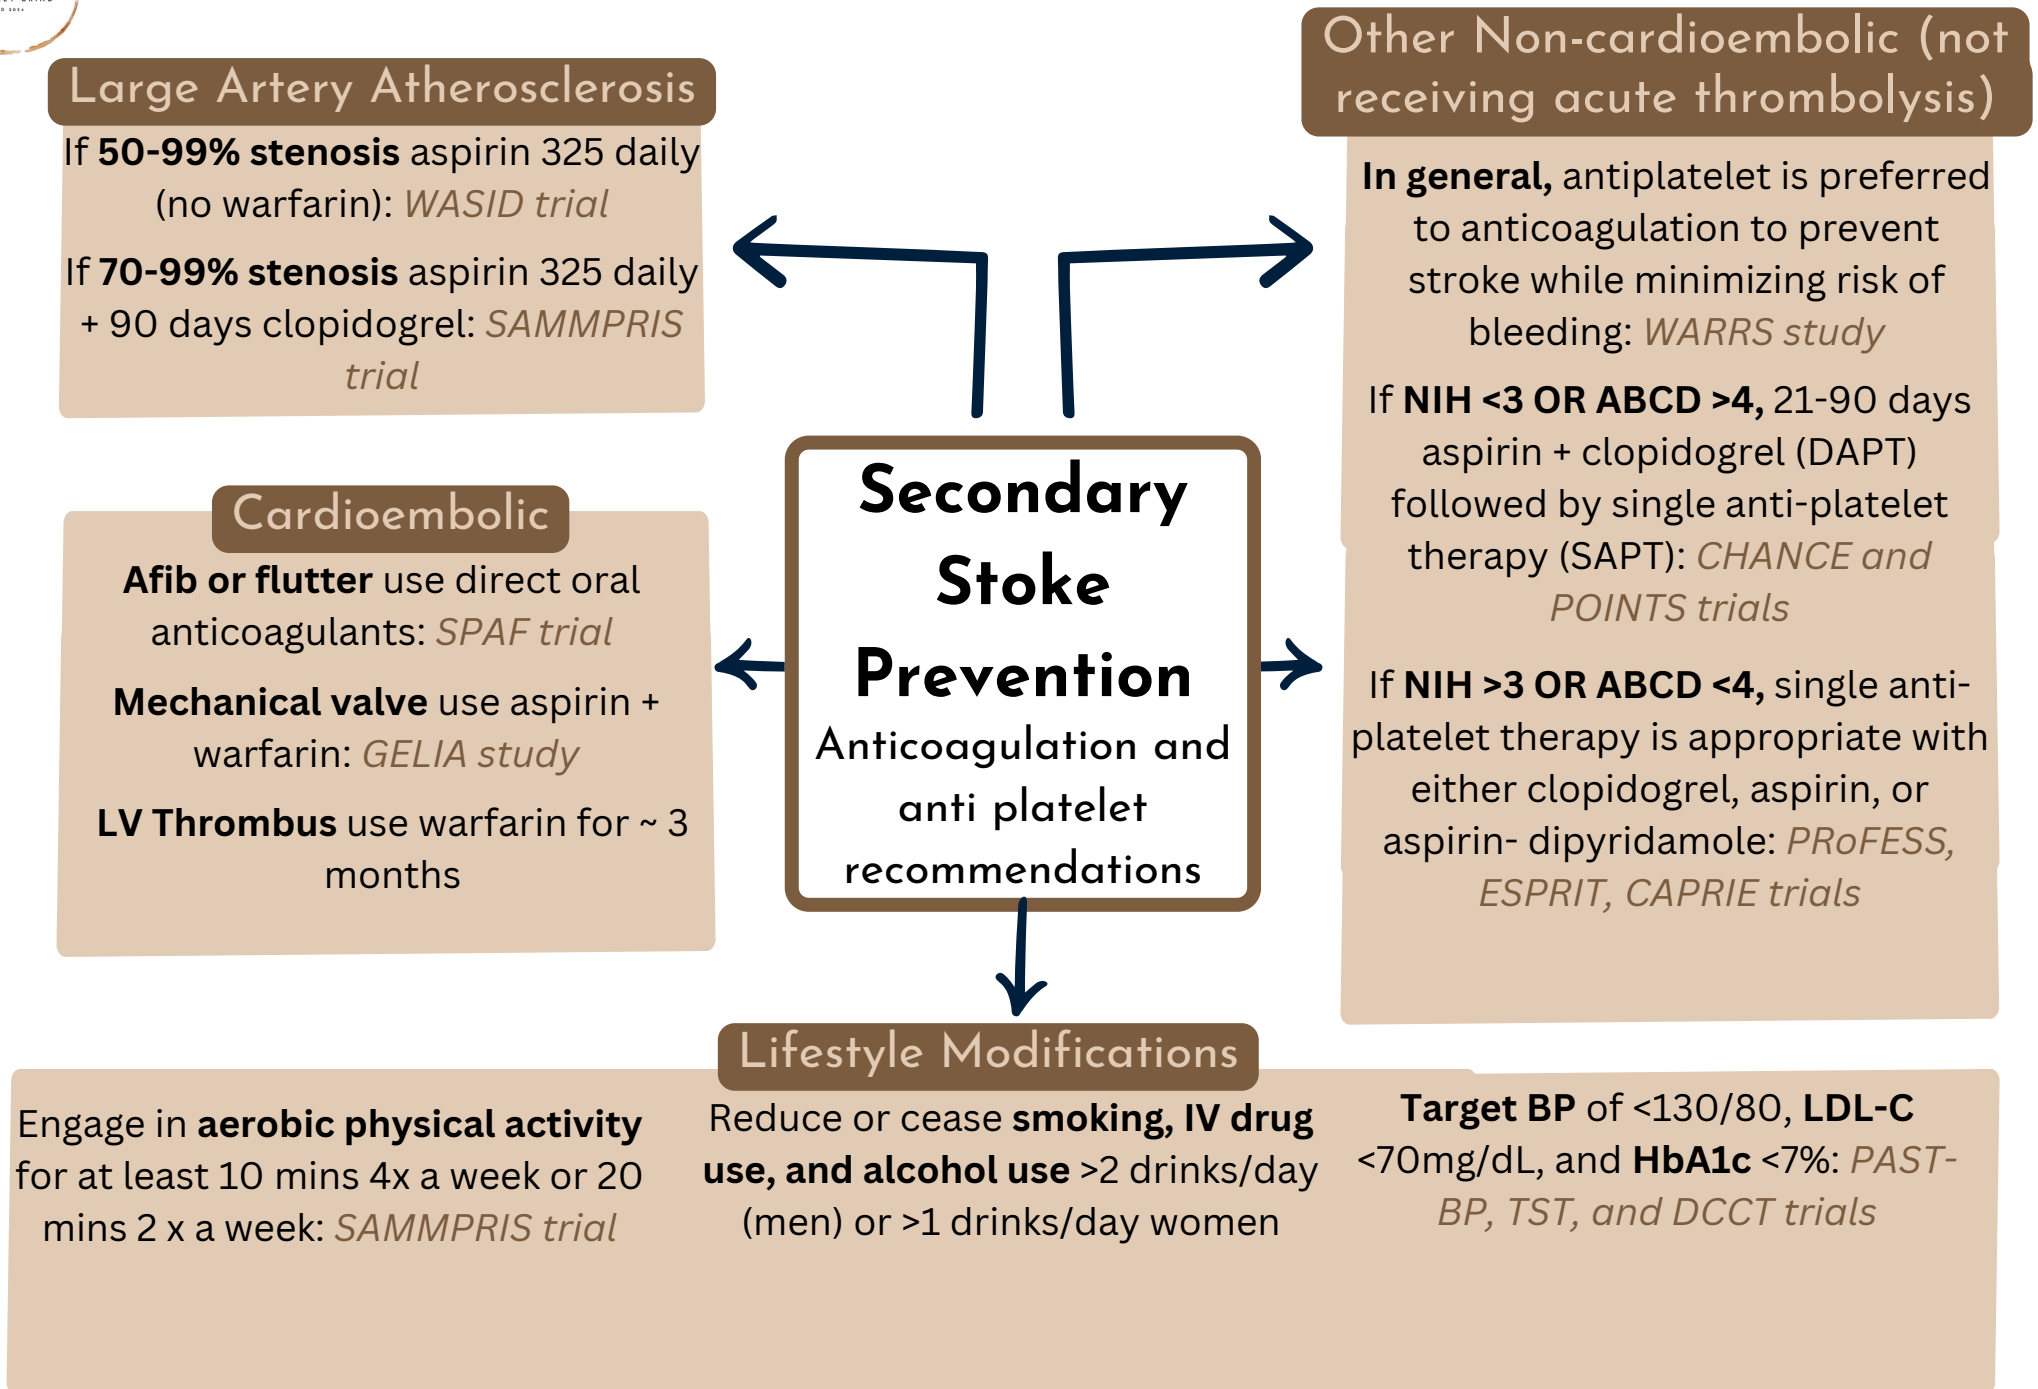 Large Artery Atherosclerosis
If 50-99% stenosis aspirin 325 daily
(no warfarin): WASID trial
If 70-99% stenosis aspirin 325 daily
+ 90 days clopidogrel: SAMMPRIS
trial
Other Non-cardioembolic (not
receiving acute thrombolysis)
In general, antiplatelet is preferred
to anticoagulation to prevent
stroke while minimizing risk of
bleeding: WARRS study
If NIH <3 OR ABCD >4, 21-90 days
aspirin + clopidogrel (DAPT)
followed by single anti-platelet
therapy (SAPT): CHANCE and
POINTS trials
If NIH >3 OR ABCD <4, single anti-
platelet therapy is appropriate with
either clopidogrel, aspirin, or
aspirin- dipyridamole: PRoFESS,
ESPRIT, CAPRIE trials
Cardioembolic
Afib or flutter use direct oral
anticoagulants: SPAF trial
Mechanical valve use aspirin +
warfarin: GELIA study
LV Thrombus use warfarin for ~ 3
months
Secondary
Stoke
Prevention
Anticoagulation and
anti platelet
recommendations
Lifestyle Modifications
Engage in aerobic physical activity
for at least 10 mins 4x a week or 20
mins 2 x a week: SAMMPRIS trial
Reduce or cease smoking, IV drug
use, and alcohol use >2 drinks/day
(men) or >1 drinks/day women
Target BP of <130/80, LDL-C
<70mg/dL, and HbA1c <7%: PAST-
BP, TST, and DCCT trials